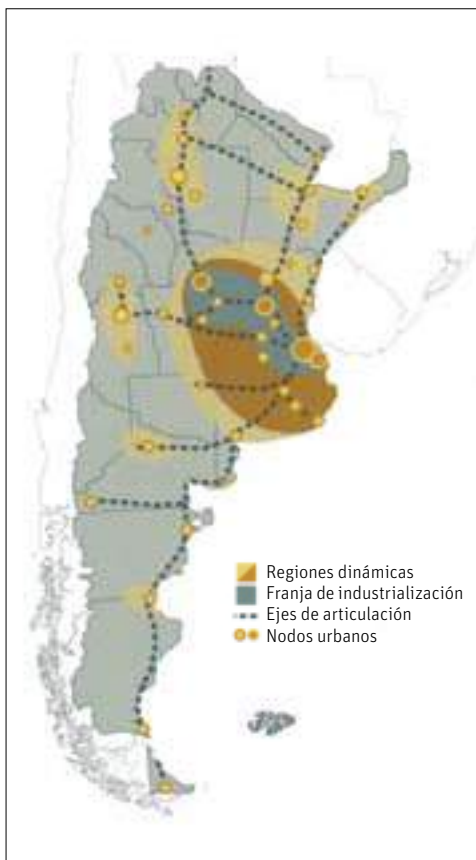 Regiones dinámicas
Franja de industrialización
Ejes de articulación
Nodos urbanos